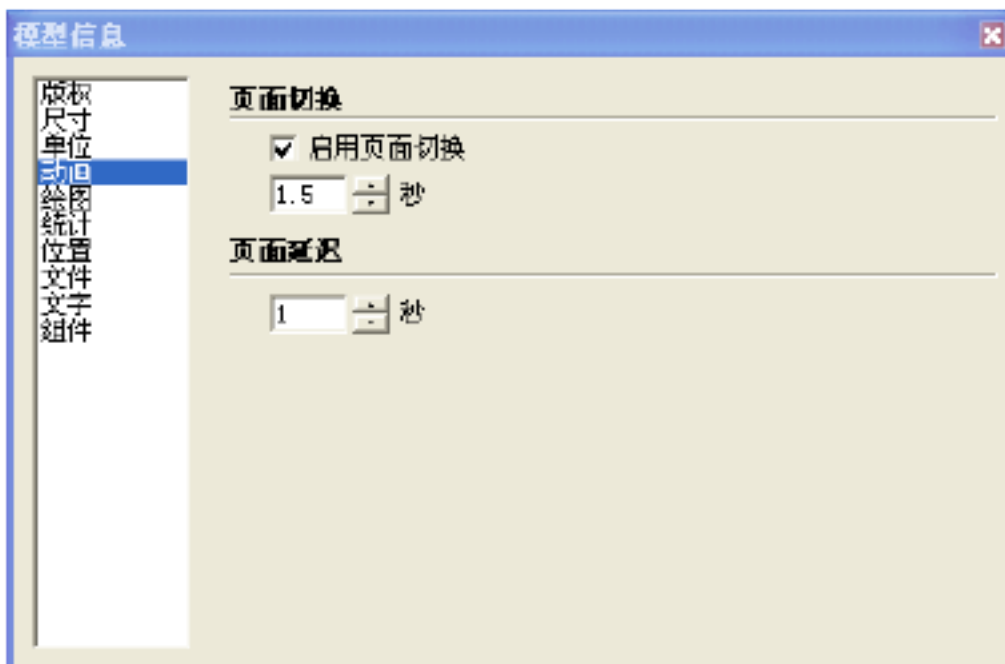 模型信息
版权
尺寸
单位
动画
绘图
统计
位置
文件
文字
组件
页面切换
启用页面切换
1.5 秒
页面延迟
1 秒